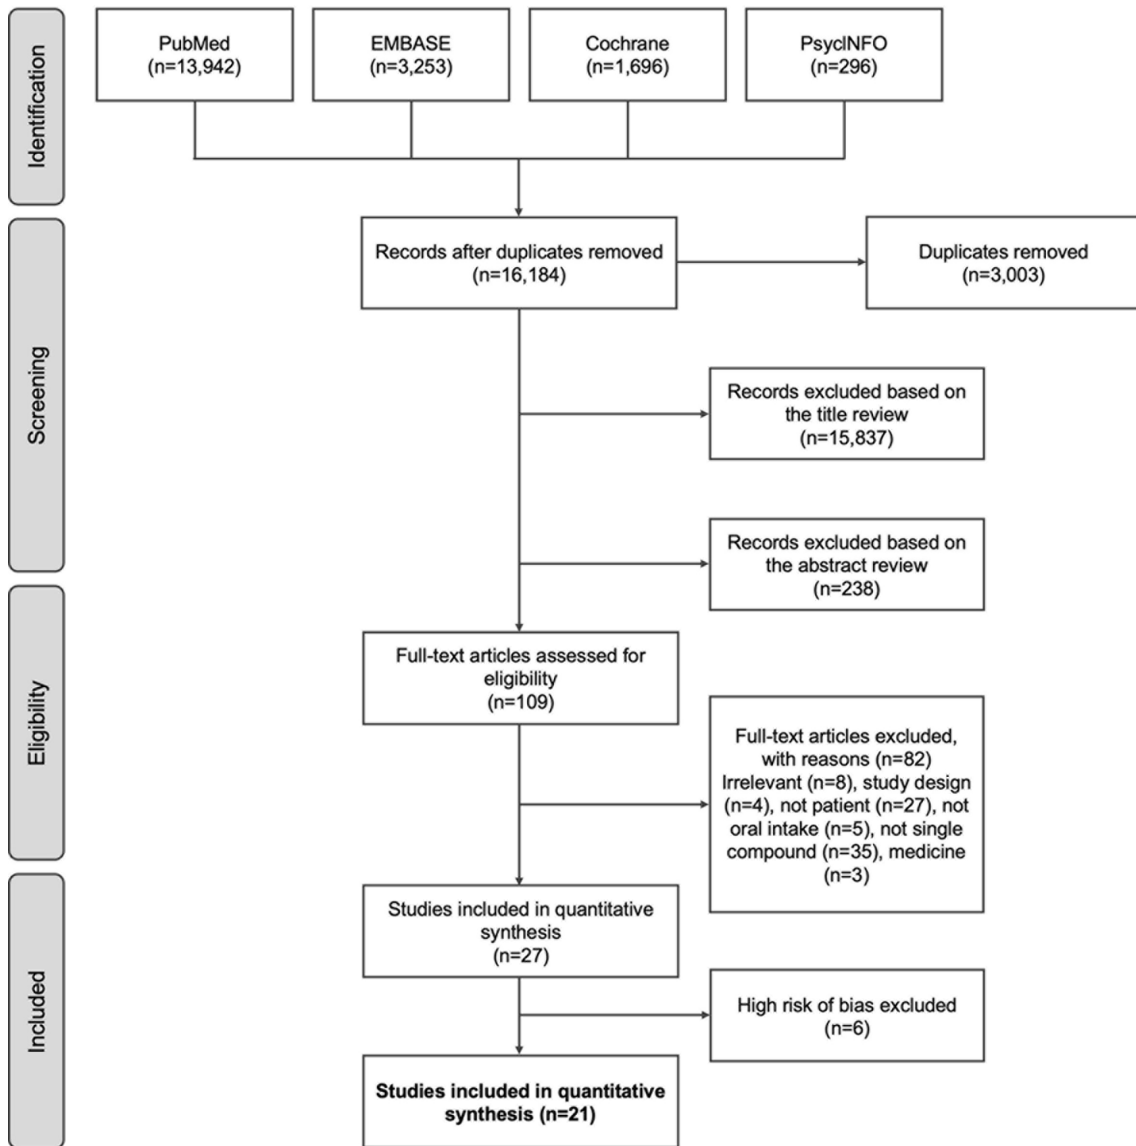 Identification
PubMed
(n=13,942)
EMBASE
(n=3,253)
Cochrane
(n=1,696)
PsycINFO
(n=296)
Screening
Records after duplicates removed
(n=16,184)
Duplicates removed
(n=3,003)
Records excluded based on
the title review
(n=15,837)
Records excluded based on
the abstract review
(n=238)
Eligibility
Full-text articles assessed for
eligibility
(n=109)
Full-text articles excluded,
with reasons (n=82)
Irrelevant (n=8), study design
(n=4), not patient (n=27), not
oral intake (n=5), not single
compound (n=35), medicine
(n=3)
Included
Studies included in quantitative
synthesis
(n=27)
High risk of bias excluded
(n=6)
Studies included in quantitative
synthesis (n=21)